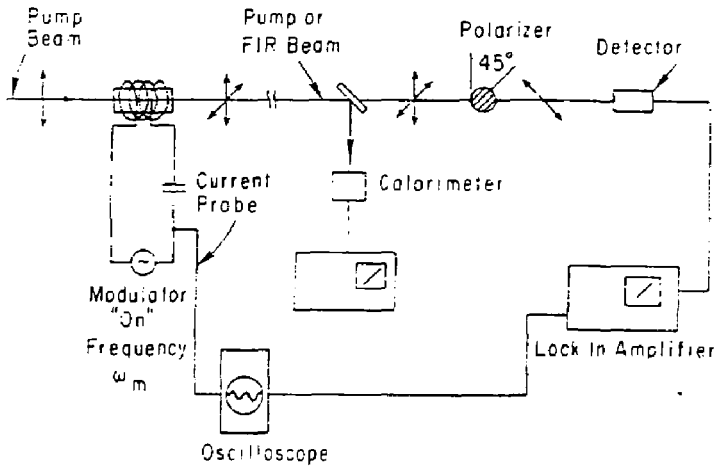 Pump
Beam
Pump or
FIR Beam
Polarizer
45°
Detector
Current
Probe
Calorimeter
~
Modulator
"On"
Frequency
ω m
Lock In Amplifier
Oscilloscope